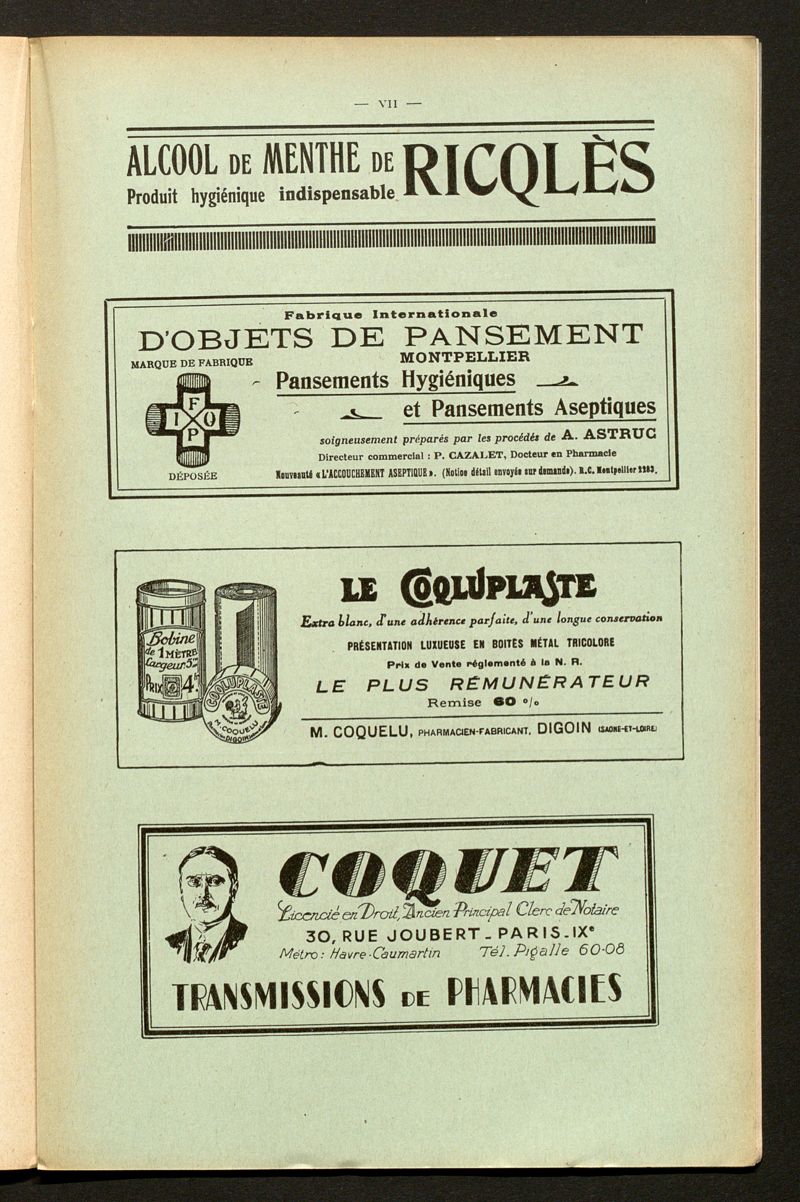 — VII —
ALCOOL DE MENTHE DE RICQLÈS
Produit hygiénique indispensable
Fabrique Internationale
D'OBJETS DE PANSEMENT
MONTPELLIER
MARQUE DE FABRIQUE
F
I O
P
DÉPOSÉE
Pansements Hygiéniques
et Pansements Aseptiques
soigneusement préparés par les procédés de A. ASTRUC
Directeur commercial : P. CAZALET, Docteur en Pharmacie
Nouveauté « L'ACCOUCHEMENT ASEPTIQUE ». (Notice détail envoyée sur demande). R.C. Montpellier 2283.
Bobine
de 1 MÈTRE
Largeur 5
PRIX 4
COQLUPLASTE
M. COQUELU
DIGOIN
LE COQLUPLASTE
Extra blanc, d'une adhérence parfaite, d'une longue conservation
PRÉSENTATION LUXUEUSE EN BOITES MÉTAL TRICOLORE
Prix de Vente réglementé à la N. R.
LE PLUS RÉMUNÉRATEUR
Remise 60 %
M. COQUELU, PHARMACIEN-FABRICANT, DIGOIN (SAONE-ET-LOIRE)
COQUET
Licencié en Droit, Ancien Principal Clerc de Notaire
30, RUE JOUBERT - PARIS-IXe
Métro : Havre-Caumartin Tél. Pigalle 60-08
TRANSMISSIONS DE PHARMACIES